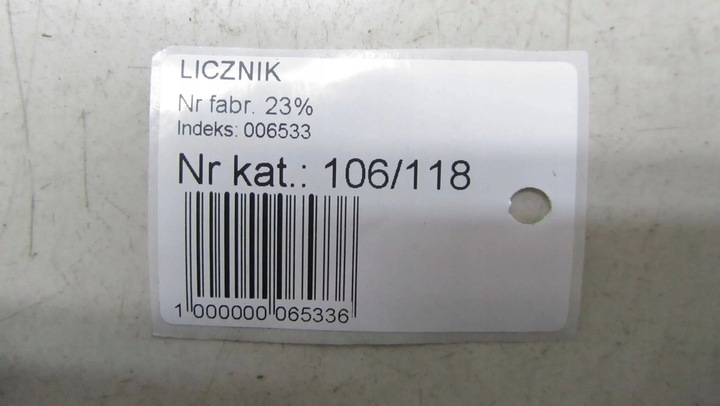 LICZNIK
Nr fabr. 23%
Indeks: 006533
Nr kat.: 106/118
1 000000 065336